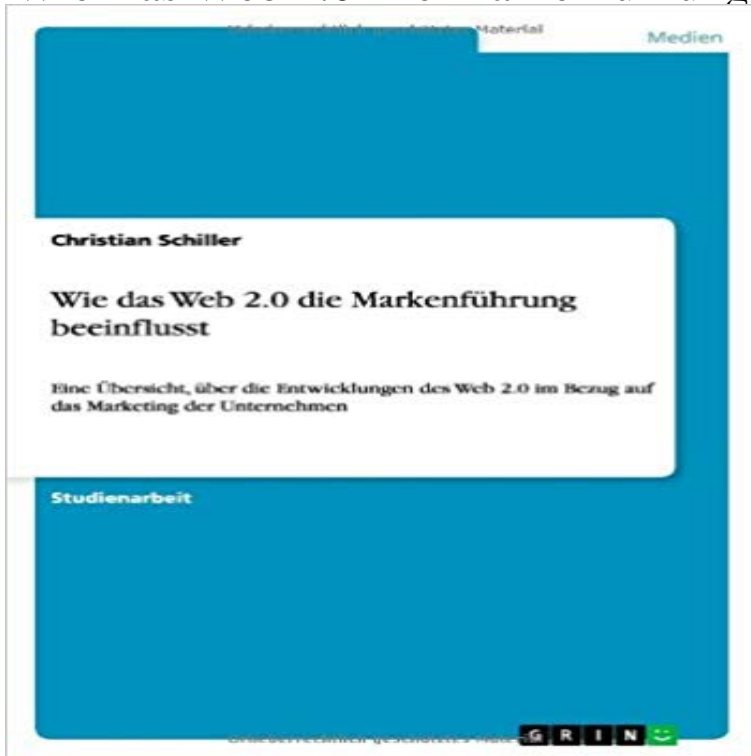 Material
Medien
Christian Schiller
Wie das Web 2.0 die Markenführung
beeinflusst
Eine Übersicht, über die Entwicklungen des Web 2.0 im Bezug auf
das Marketing der Unternehmen
Studienarbeit
GRIN